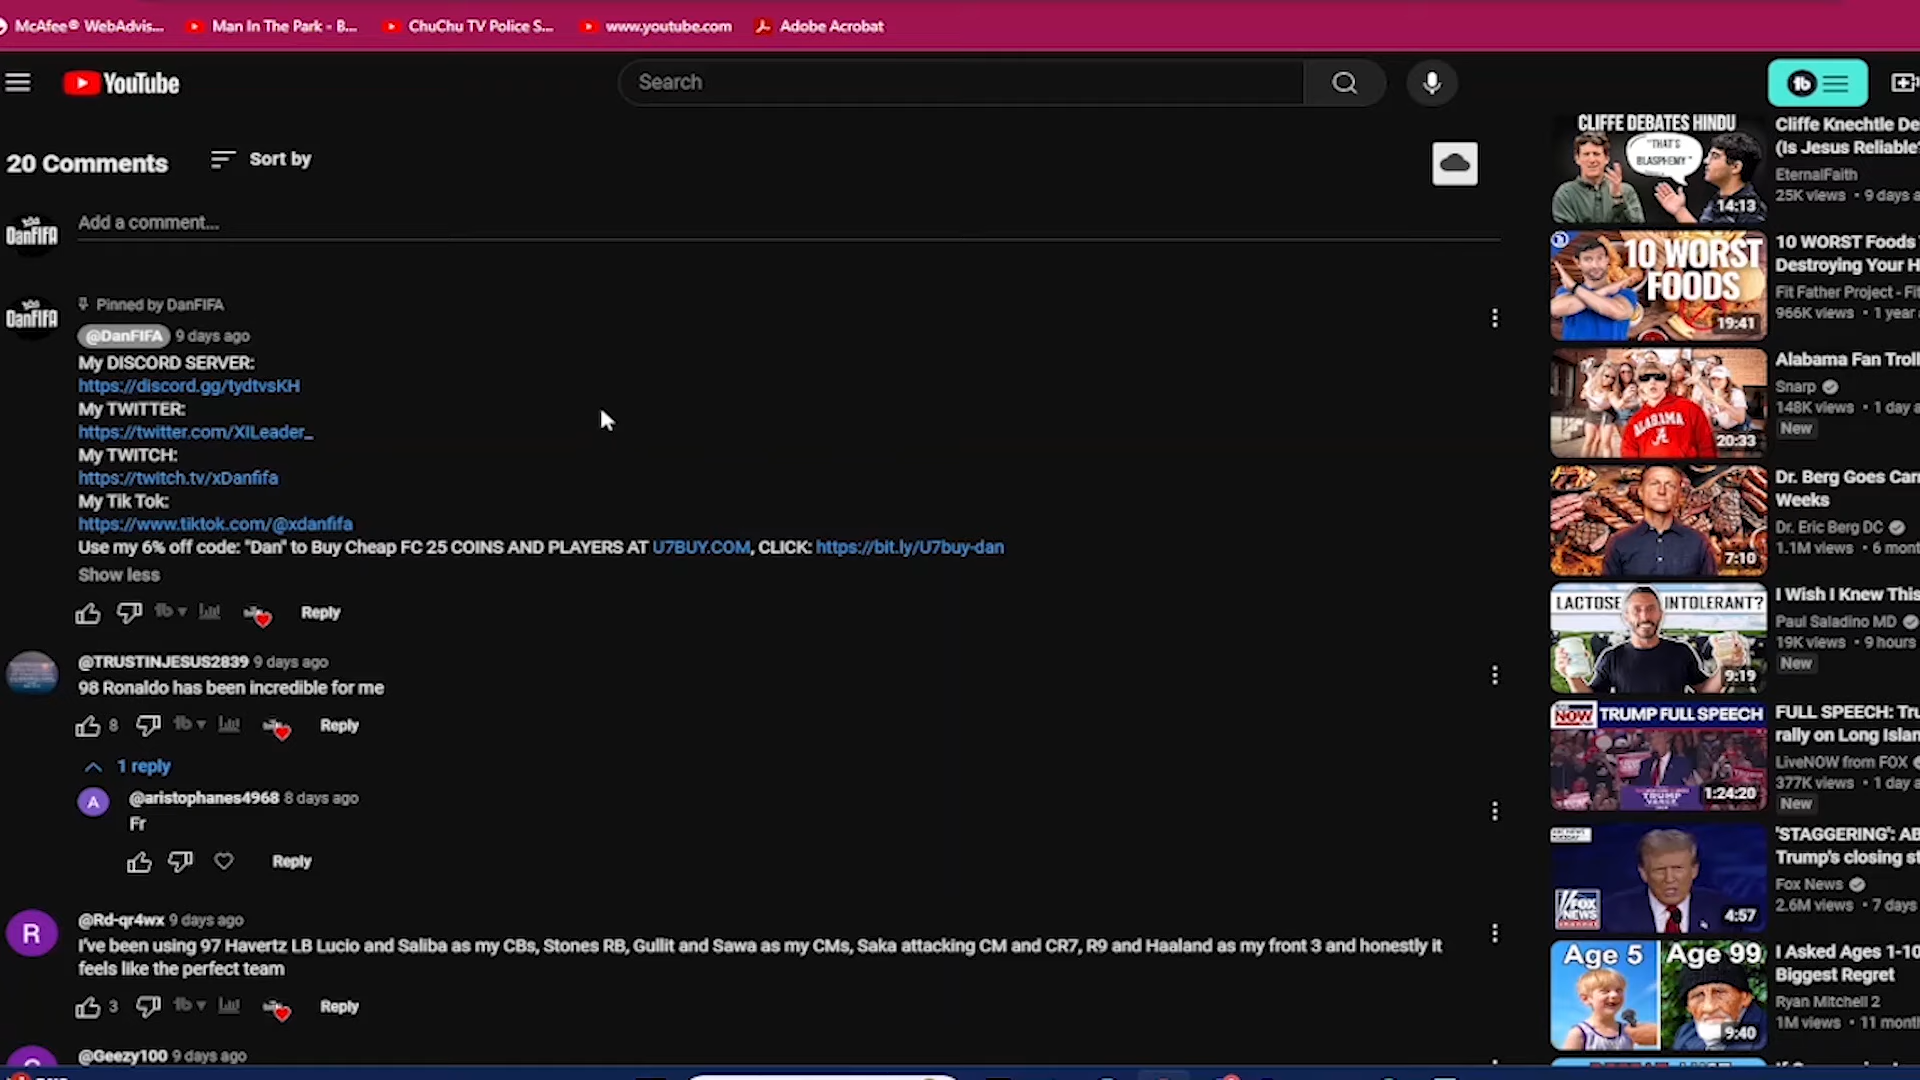 McAfee® WebAdvis...
Man In The Park - B...
ChuChu TV Police S...
www.youtube.com
Adobe Acrobat
YouTube
Search
20 Comments
Sort by
DanFIFA
Add a comment...
DanFIFA
Pinned by DanFIFA
@DanFIFA 9 days ago
My DISCORD SERVER:
https://discord.gg/tydtvsKH
My TWITTER:
https://twitter.com/XILeader_
My TWITCH:
https://twitch.tv/xDanfifa
My Tik Tok:
https://www.tiktok.com/@xdanfifa
Use my 6% off code: "Dan" to Buy Cheap FC 25 COINS AND PLAYERS AT U7BUY.COM, CLICK: https://bit.ly/U7buy-dan
Show less
Reply
@TRUSTINJESUS2839 9 days ago
98 Ronaldo has been incredible for me
8 Reply
1 reply
A
@aristophanes4968 8 days ago
Fr
Reply
R
@Rd-qr4wx 9 days ago
I've been using 97 Havertz LB Lucio and Saliba as my CBs, Stones RB, Gullit and Sawa as my CMs, Saka attacking CM and CR7, R9 and Haaland as my front 3 and honestly it
feels like the perfect team
3 Reply
@Geezy100 9 days ago
CLIFFE DEBATES HINDU
"THAT'S
BLASPHEMY"
14:13
Cliffe Knechtle De
(Is Jesus Reliable?
EternalFaith
25K views • 9 days a
10 WORST
FOODS
19:41
10 WORST Foods
Destroying Your H
Fit Father Project - Fit
966K views • 1 year
ALABAMA
A
20:33
Alabama Fan Troll
Snarp
148K views • 1 day a
New
7:10
Dr. Berg Goes Carn
Weeks
Dr. Eric Berg DC
1.1M views • 6 mont
LACTOSE INTOLERANT?
9:19
I Wish I Knew This
Paul Saladino MD
19K views • 9 hours
New
NOW TRUMP FULL SPEECH
1:24:20
FULL SPEECH: Tru
rally on Long Islan
LiveNOW from FOX
377K views • 1 day a
New
FOX
NEWS
4:57
'STAGGERING': AB
Trump's closing st
Fox News
2.6M views • 7 days
Age 5 Age 99
9:40
I Asked Ages 1-10
Biggest Regret
Ryan Mitchell 2
1M views • 11 month